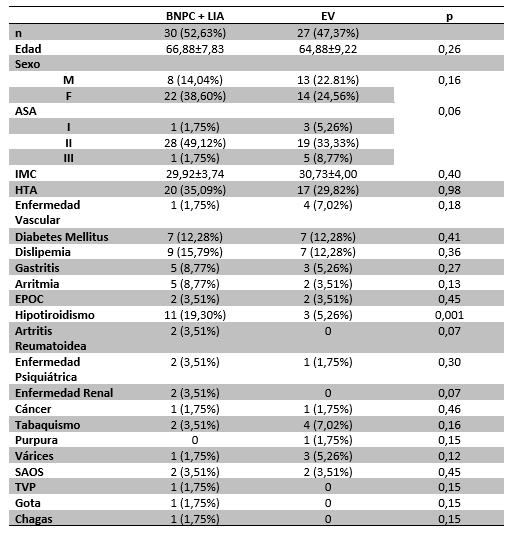 BNPC + LIA EV p
n 30 (52,63%) 27 (47,37%)
Edad 66,88±7,83 64,88±9,22 0,26
Sexo
M 8 (14,04%) 13 (22.81%) 0,16
F 22 (38,60%) 14 (24,56%)
ASA 0,06
I 1 (1,75%) 3 (5,26%)
II 28 (49,12%) 19 (33,33%)
III 1 (1,75%) 5 (8,77%)
IMC 29,92±3,74 30,73±4,00 0,40
HTA 20 (35,09%) 17 (29,82%) 0,98
Enfermedad 1 (1,75%) 4 (7,02%) 0,18
Vascular
Diabetes Mellitus 7 (12,28%) 7 (12,28%) 0,41
Dislipemia 9 (15,79%) 7 (12,28%) 0,36
Gastritis 5 (8,77%) 3 (5,26%) 0,27
Arritmia 5 (8,77%) 2 (3,51%) 0,13
EPOC 2 (3,51%) 2 (3,51%) 0,45
Hipotiroidismo 11 (19,30%) 3 (5,26%) 0,001
Artritis 2 (3,51%) 0 0,07
Reumatoidea
Enfermedad 2 (3,51%) 1 (1,75%) 0,30
Psiquiátrica
Enfermedad Renal 2 (3,51%) 0 0,07
Cáncer 1 (1,75%) 1 (1,75%) 0,46
Tabaquismo 2 (3,51%) 4 (7,02%) 0,16
Purpura 0 1 (1,75%) 0,15
Várices 1 (1,75%) 3 (5,26%) 0,12
SAOS 2 (3,51%) 2 (3,51%) 0,45
TVP 1 (1,75%) 0 0,15
Gota 1 (1,75%) 0 0,15
Chagas 1 (1,75%) 0 0,15